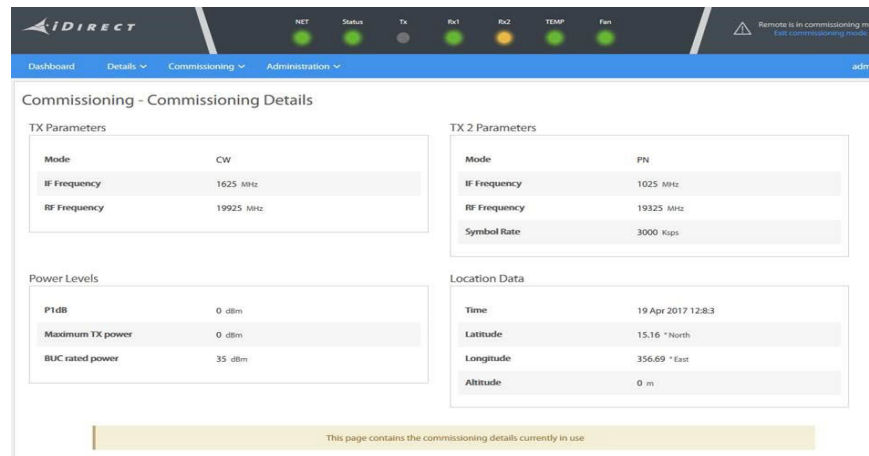 iDIRECT
NET Status Tx Rx1 Rx2 TEMP Fan
Remote is in commissioning m
Exit commissioning mode
Dashboard Details Commissioning Administration adm
Commissioning - Commissioning Details
TX Parameters
Mode CW
IF Frequency 1625 MHz
RF Frequency 19925 MHz
TX 2 Parameters
Mode PN
IF Frequency 1025 MHz
RF Frequency 19325 MHz
Symbol Rate 3000 Ksps
Power Levels
P1dB 0 dBm
Maximum TX power 0 dBm
BUC rated power 35 dBm
Location Data
Time 19 Apr 2017 12:8:3
Latitude 15.16 ° North
Longitude 356.69 ° East
Altitude 0 m
This page contains the commissioning details currently in use